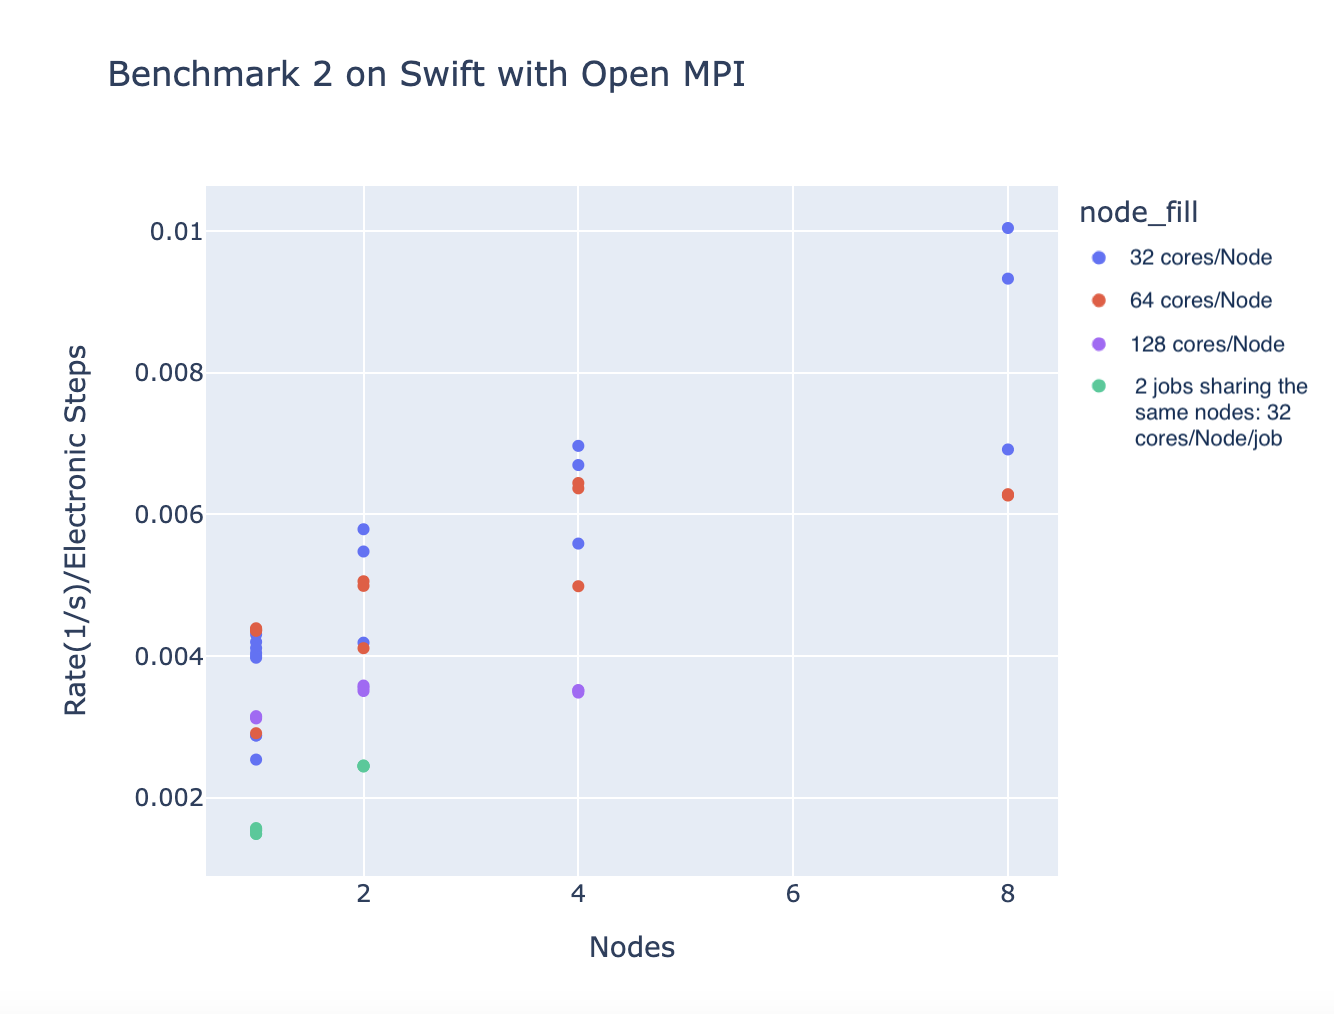 Benchmark 2 on Swift with Open MPI
node_fill
32 cores/Node
64 cores/Node
128 cores/Node
2 jobs sharing the
same nodes: 32
cores/Node/job
Rate(1/s)/Electronic Steps
0.01
0.008
0.006
0.004
0.002
2
4
6
8
Nodes